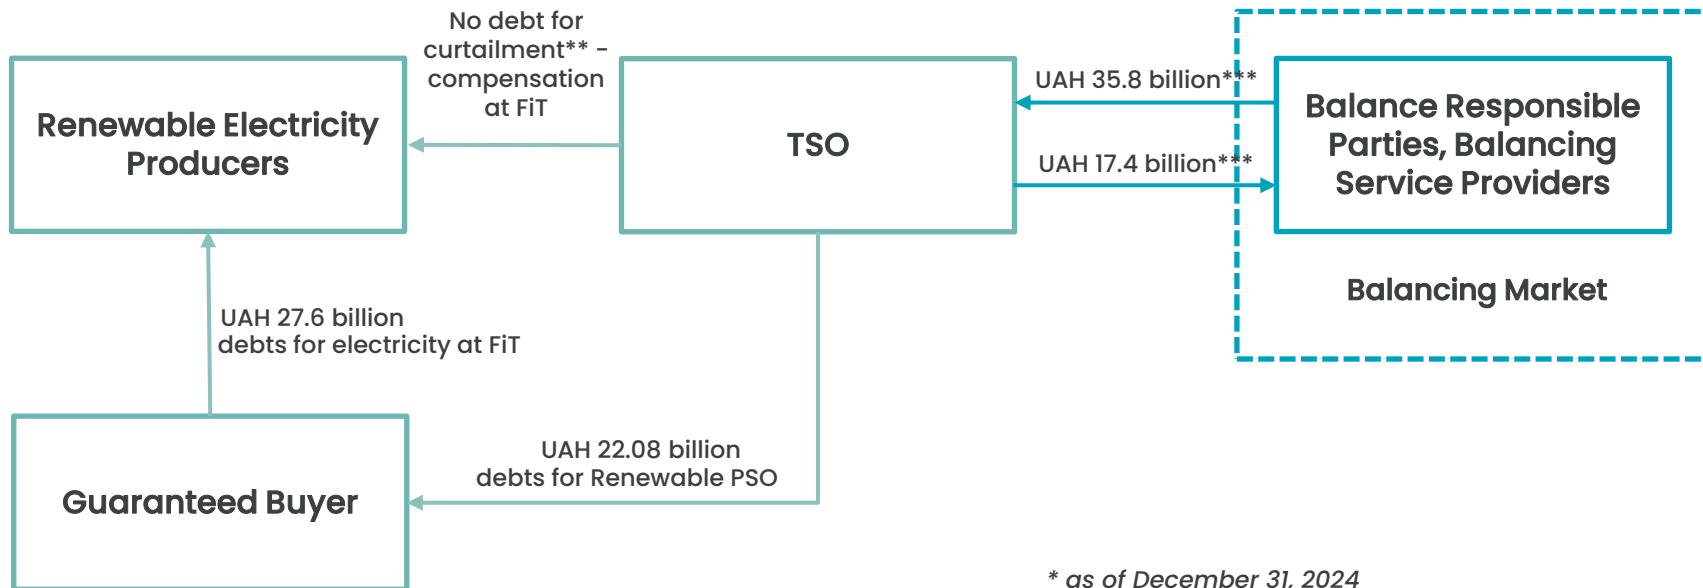 No debt for
curtailment** -
compensation
at FiT
Renewable Electricity
Producers
TSO
UAH 35.8 billion***
UAH 17.4 billion***
Balance Responsible
Parties, Balancing
Service Providers
Balancing Market
UAH 27.6 billion
debts for electricity at FiT
UAH 22.08 billion
debts for Renewable PSO
Guaranteed Buyer
* as of December 31, 2024